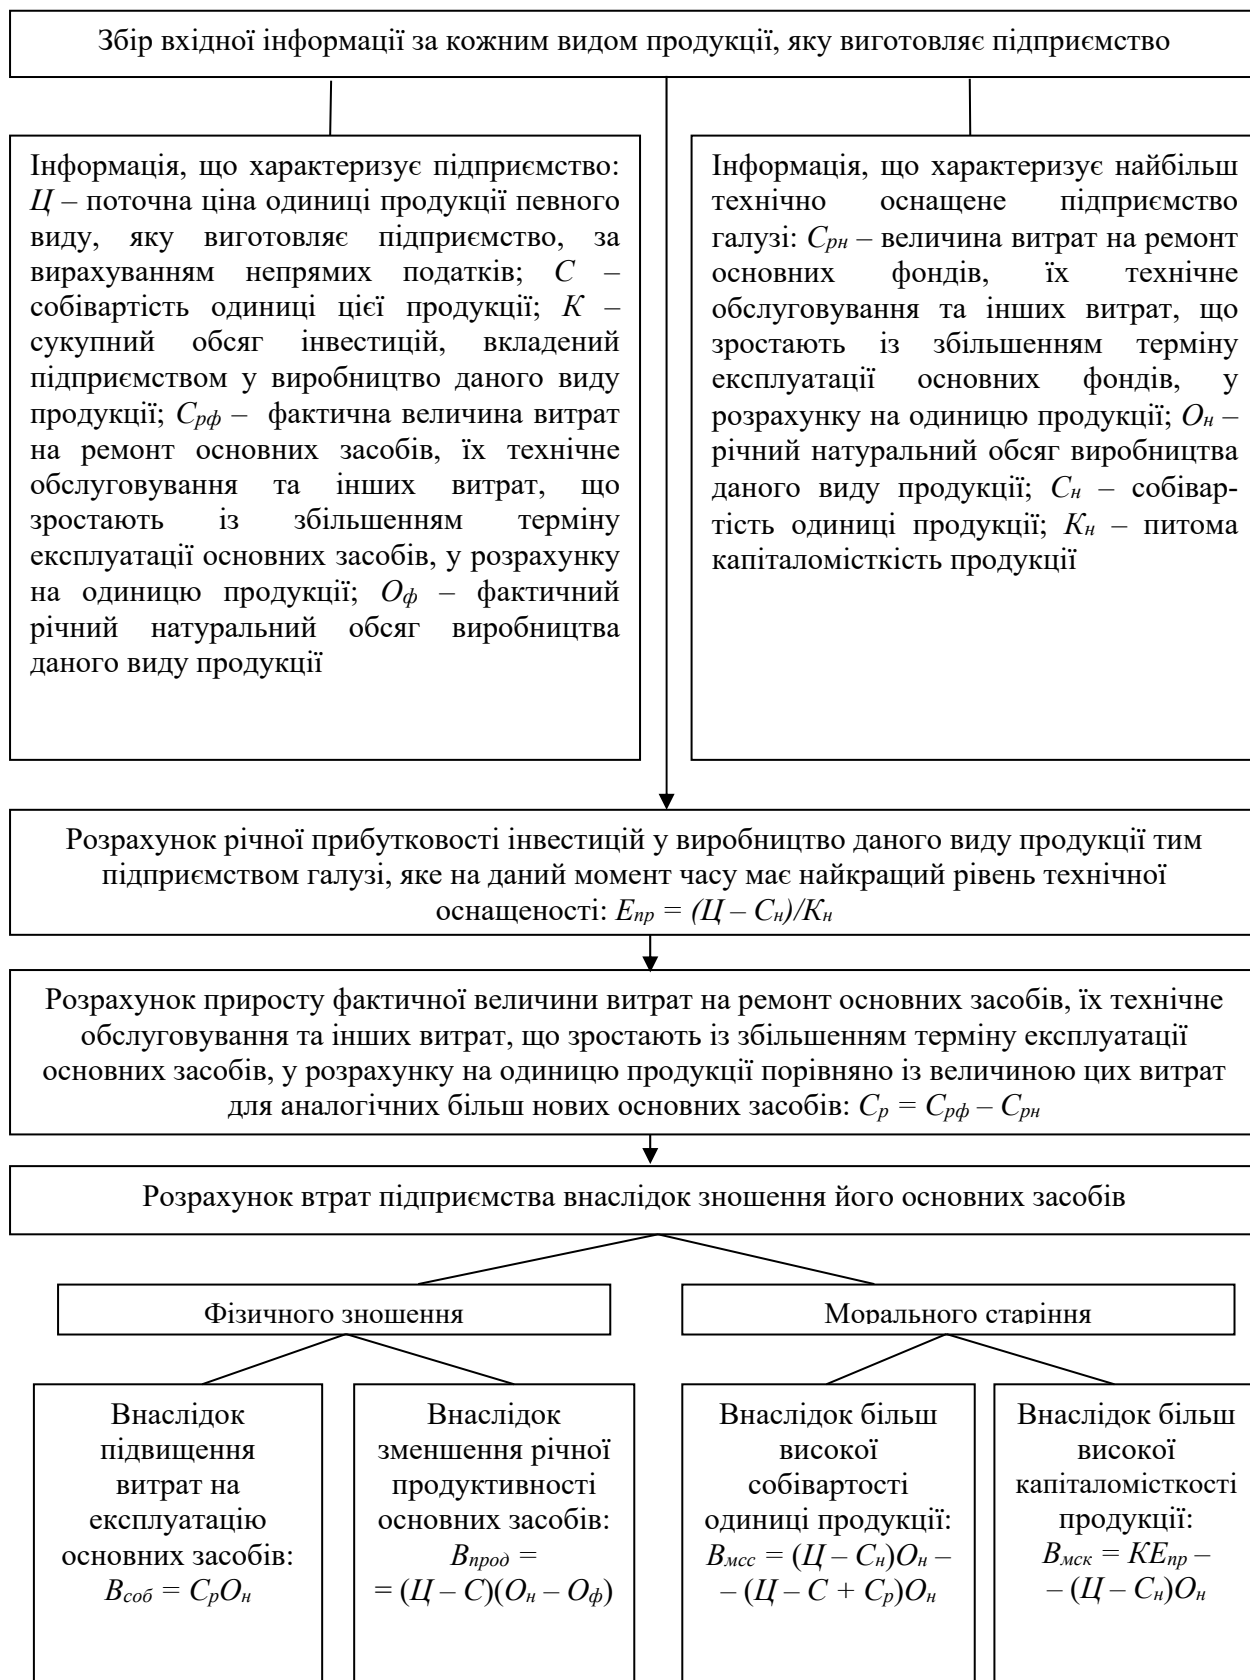 Збір вхідної інформації за кожним видом продукції, яку виготовляє підприємство
Інформація, що характеризує підприємство:
Ц – поточна ціна одиниці продукції певного
виду, яку виготовляє підприємство, за
вирахуванням непрямих податків; С –
собівартість одиниці цієї продукції; К –
сукупний обсяг інвестицій, вкладений
підприємством у виробництво даного виду
продукції; Срф – фактична величина витрат
на ремонт основних засобів, їх технічне
обслуговування та інших витрат, що
зростають із збільшенням терміну
експлуатації основних засобів, у розрахунку
на одиницю продукції; Оф – фактичний
річний натуральний обсяг виробництва
даного виду продукції
Інформація, що характеризує найбільш
технічно оснащене підприємство
галузі: Срн – величина витрат на ремонт
основних фондів, їх технічне
обслуговування та інших витрат, що
зростають із збільшенням терміну
експлуатації основних фондів, у
розрахунку на одиницю продукції; Он –
річний натуральний обсяг виробництва
даного виду продукції; Сн – собівар-
тість одиниці продукції; Кн – питома
капіталомісткість продукції
Розрахунок річної прибутковості інвестицій у виробництво даного виду продукції тим
підприємством галузі, яке на даний момент часу має найкращий рівень технічної
оснащеності: Епр = (Ц – Сн)/Кн
Розрахунок приросту фактичної величини витрат на ремонт основних засобів, їх технічне
обслуговування та інших витрат, що зростають із збільшенням терміну експлуатації
основних засобів, у розрахунку на одиницю продукції порівняно із величиною цих витрат
для аналогічних більш нових основних засобів: Ср = Срф – Срн
Розрахунок втрат підприємства внаслідок зношення його основних засобів
Фізичного зношення
Морального старіння
Внаслідок
підвищення
витрат на
експлуатацію
основних засобів:
Всоб = СрОн
Внаслідок
зменшення річної
продуктивності
основних засобів:
Впрод =
= (Ц – С)(Он – Оф)
Внаслідок більш
високої
собівартості
одиниці продукції:
Вмсс = (Ц – Сн)Он –
– (Ц – С + Ср)Он
Внаслідок більш
високої
капіталомісткості
продукції:
Вмск = КЕпр –
– (Ц – Сн)Он